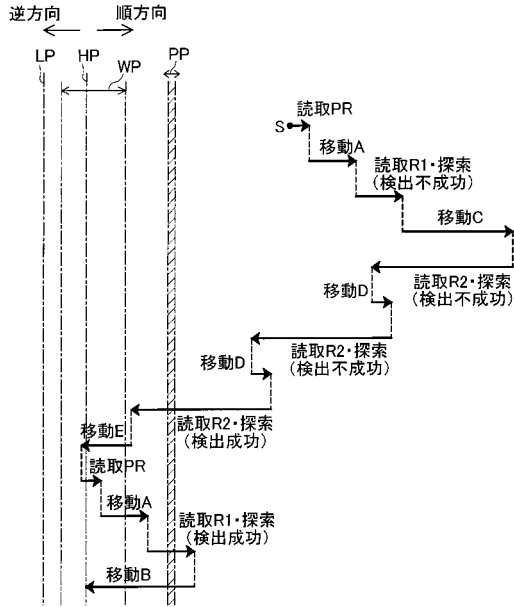 逆方向 順方向
LP HP WP PP
S 読取PR
移動A
読取R1・探索
(検出不成功)
移動C
移動D 読取R2・探索
(検出不成功)
移動D 読取R2・探索
(検出不成功)
移動E 読取R2・探索
(検出成功)
読取PR
移動A
読取R1・探索
(検出成功)
移動B